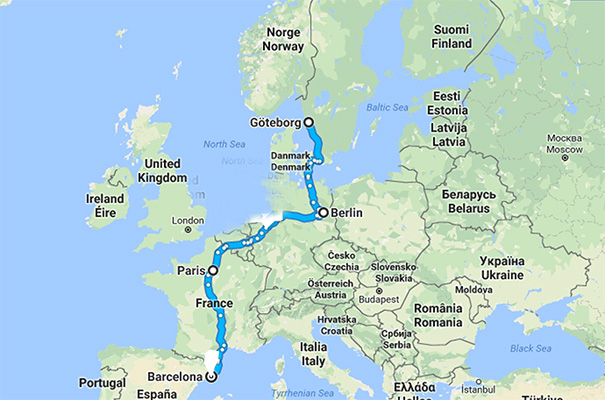 Norge
Norway
Suomi
Finland
Baltic Sea
Eesti
Estonia
Göteborg
Latvija
Latvia
Москва
Moscow
North Sea
North Sea
Danmark
Denmark
United
Kingdom
Беларусь
Belarus
Ireland
Éire
London
Berlin
Україна
Ukraine
Česko
Czechia
Slovensko
Slovakia
Paris
Österreich
Austria
Budapest
Moldova
France
România
Romania
Hrvatska
Croatia
Србија
Serbia
Italia
Italy
Black Sea
Barcelona
Portugal
España
Tyrrhenian Sea
Ελλάς
İstanbul
Türkiye